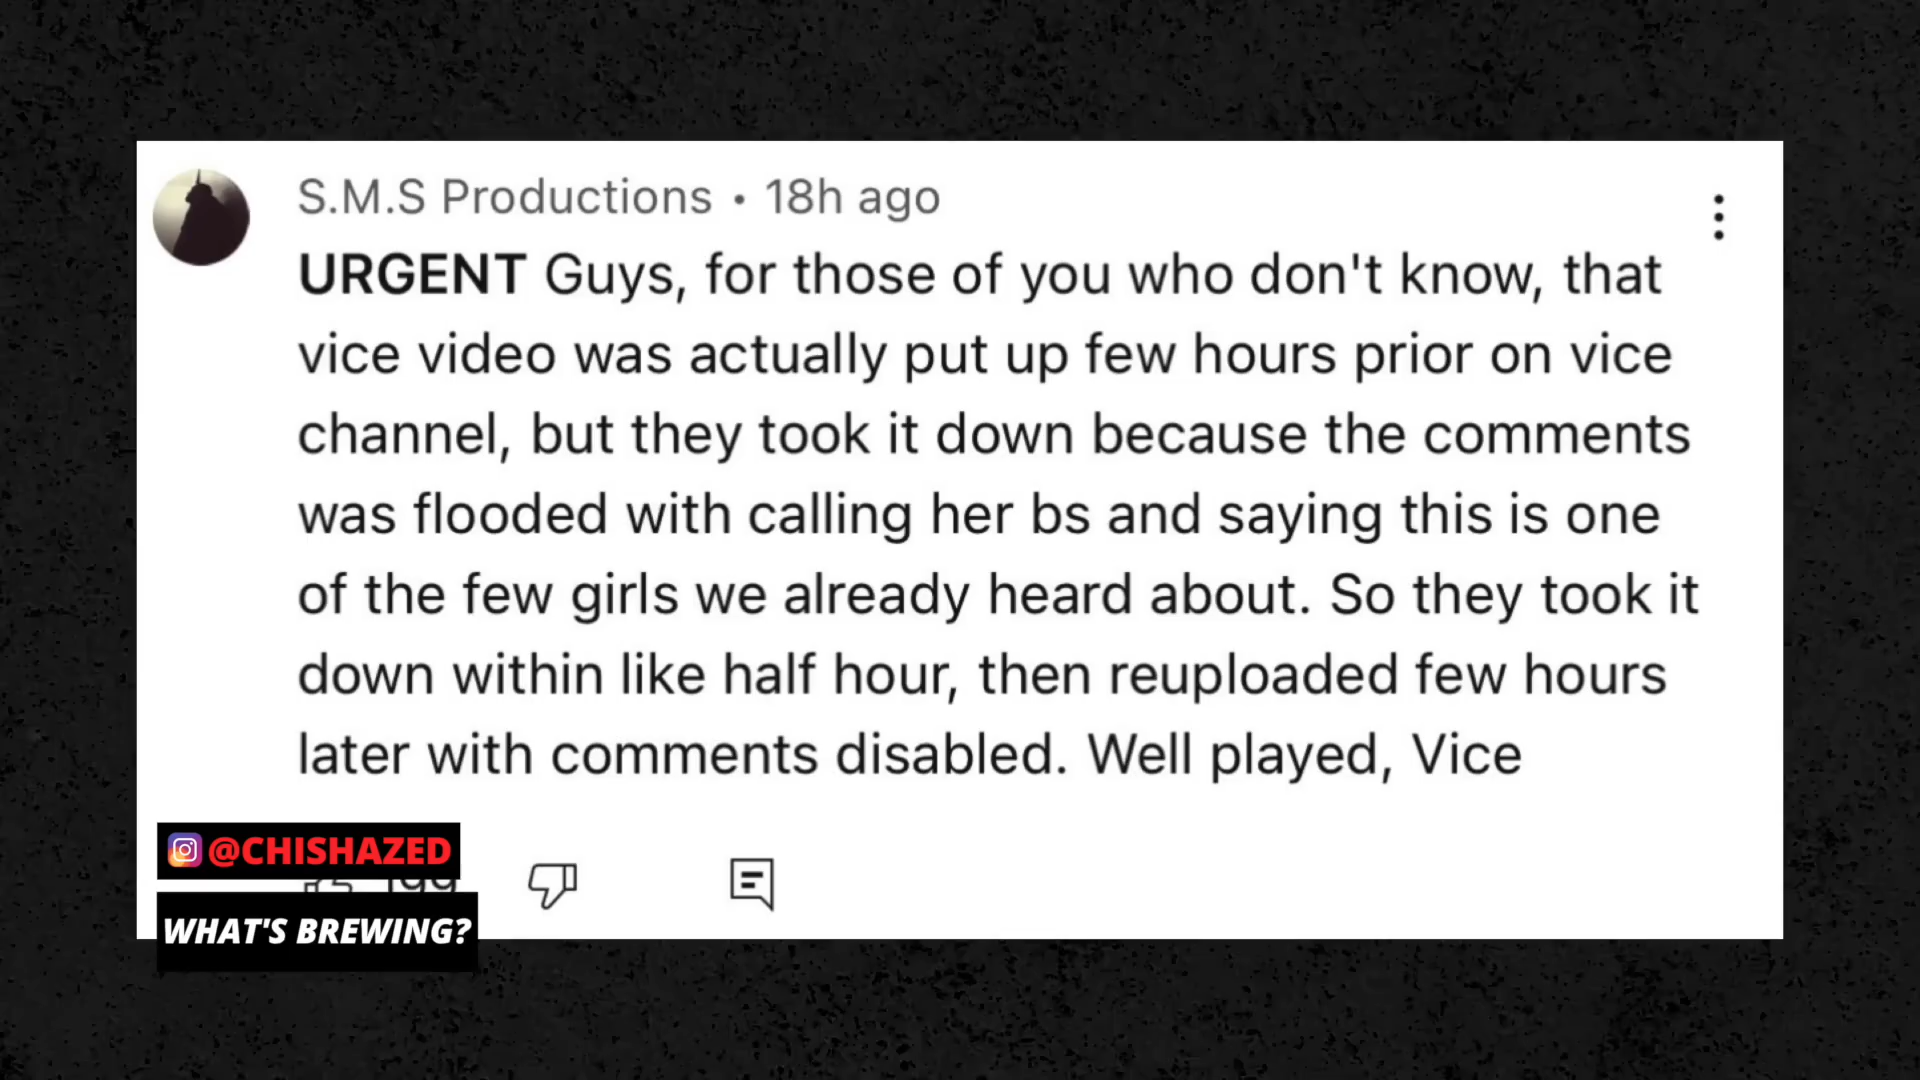 S.M.S Productions • 18h ago
URGENT Guys, for those of you who don't know, that
vice video was actually put up few hours prior on vice
channel, but they took it down because the comments
was flooded with calling her bs and saying this is one
of the few girls we already heard about. So they took it
down within like half hour, then reuploaded few hours
later with comments disabled. Well played, Vice
@CHISHAZED
WHAT'S BREWING?